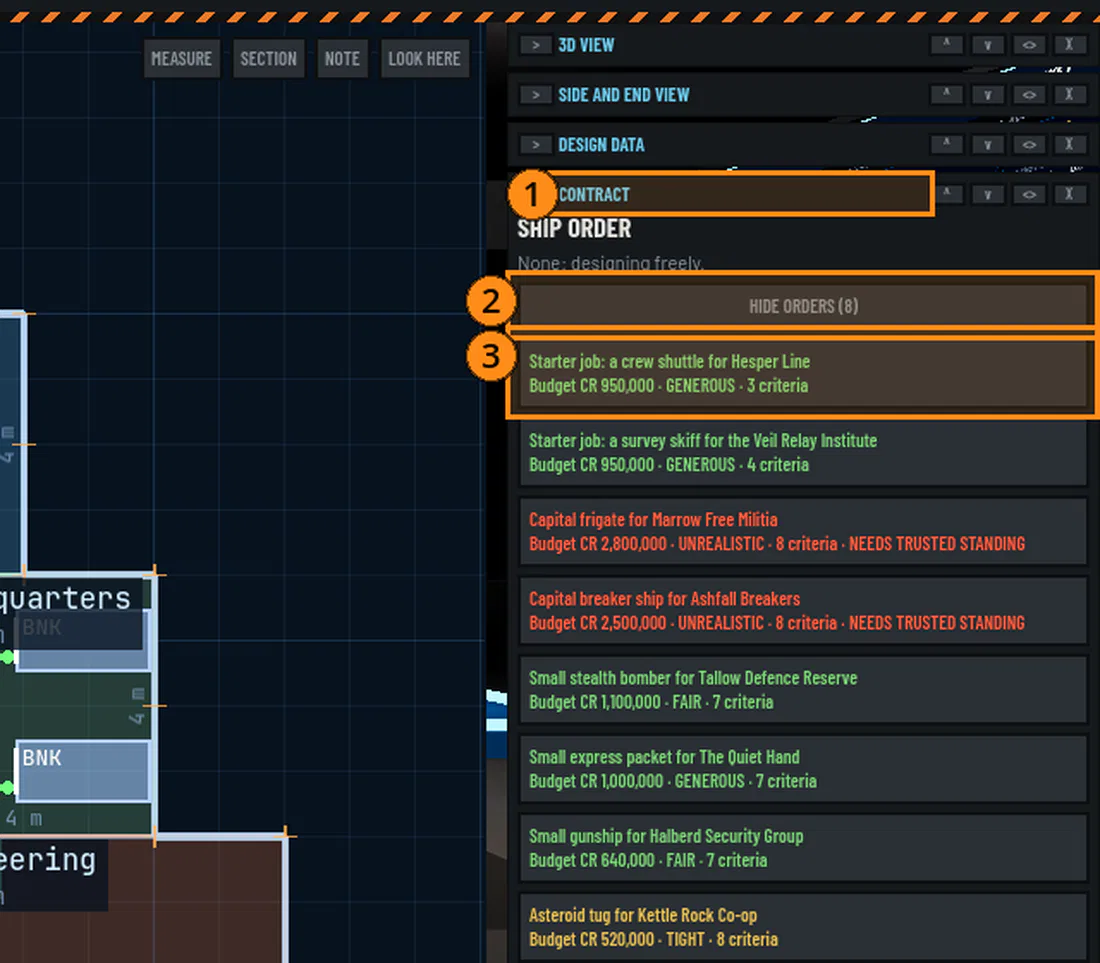 MEASURE SECTION NOTE LOOK HERE
> 3D VIEW ^ v <> X
> SIDE AND END VIEW ^ v <> X
> DESIGN DATA ^ v <> X
1 CONTRACT ^ v <> X
SHIP ORDER
None: designing freely.
2 HIDE ORDERS (8)
3
Starter job: a crew shuttle for Hesper Line
Budget CR 950,000 · GENEROUS · 3 criteria
Starter job: a survey skiff for the Veil Relay Institute
Budget CR 950,000 · GENEROUS · 4 criteria
Capital frigate for Marrow Free Militia
Budget CR 2,800,000 · UNREALISTIC · 8 criteria · NEEDS TRUSTED STANDING
Capital breaker ship for Ashfall Breakers
Budget CR 2,500,000 · UNREALISTIC · 8 criteria · NEEDS TRUSTED STANDING
Small stealth bomber for Tallow Defence Reserve
Budget CR 1,100,000 · FAIR · 7 criteria
Small express packet for The Quiet Hand
Budget CR 1,000,000 · GENEROUS · 7 criteria
Small gunship for Halberd Security Group
Budget CR 640,000 · FAIR · 7 criteria
Asteroid tug for Kettle Rock Co-op
Budget CR 520,000 · TIGHT · 8 criteria
4 m
quarters
m
BNK
4 m
BNK
4 m
eering